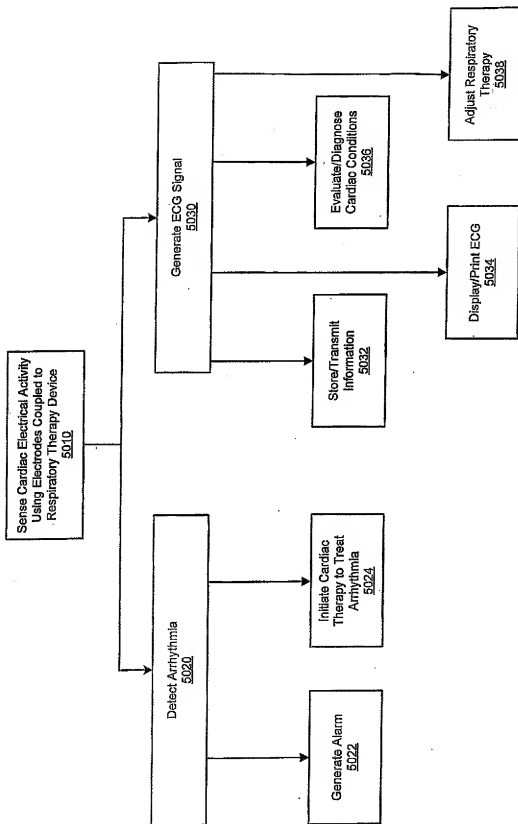 Sense Cardiac Electrical Activity
Using Electrodes Coupled to
Respiratory Therapy Device
5010
Detect Arrhythmia
5020
Generate Alarm
5022
Initiate Cardiac
Therapy to Treat
Arrhythmia
5024
Generate ECG Signal
5030
Store/Transmit
Information
5032
Display/Print ECG
5034
Evaluate/Diagnose
Cardiac Conditions
5036
Adjust Respiratory
Therapy
5038